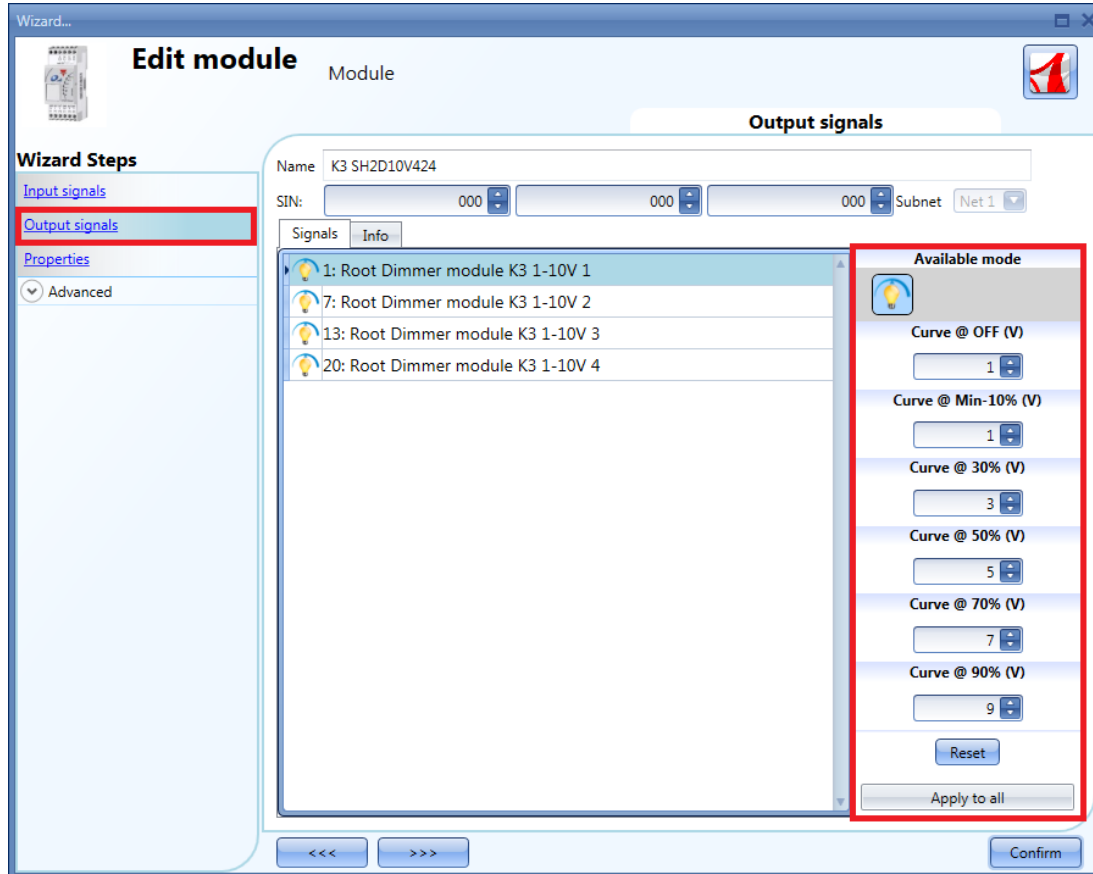 Wizard...
Edit module
Module
Output signals
Wizard Steps
Input signals
Output signals
Properties
Advanced
Name K3 SH2D10V424
SIN: 000 000 000 Subnet Net 1
Signals Info
1: Root Dimmer module K3 1-10V 1
7: Root Dimmer module K3 1-10V 2
13: Root Dimmer module K3 1-10V 3
20: Root Dimmer module K3 1-10V 4
Available mode
Curve @ OFF (V)
1
Curve @ Min-10% (V)
1
Curve @ 30% (V)
3
Curve @ 50% (V)
5
Curve @ 70% (V)
7
Curve @ 90% (V)
9
Reset
Apply to all
<<< >>> Confirm